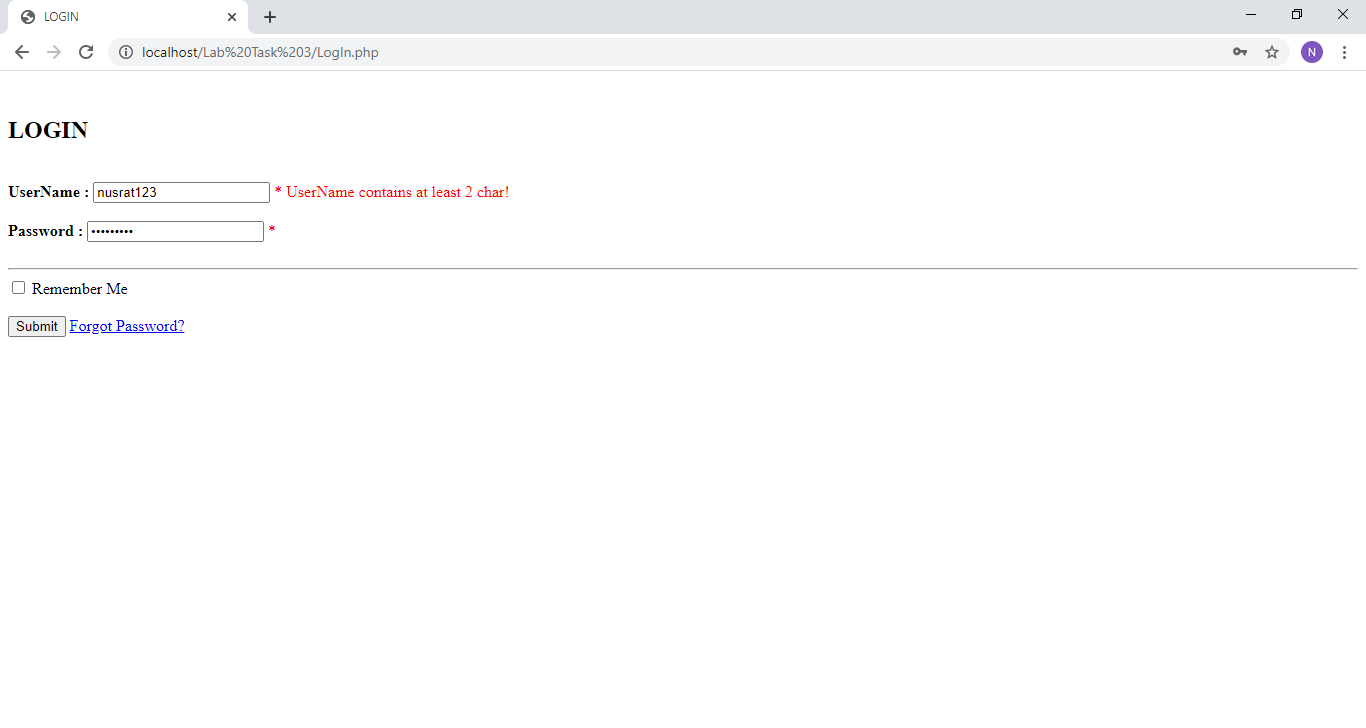 LOGIN
localhost/Lab%20Task%203/LogIn.php
N
LOGIN
UserName : nusrat123 * UserName contains at least 2 char!
Password : ••••••••• *
Remember Me
Submit Forgot Password?